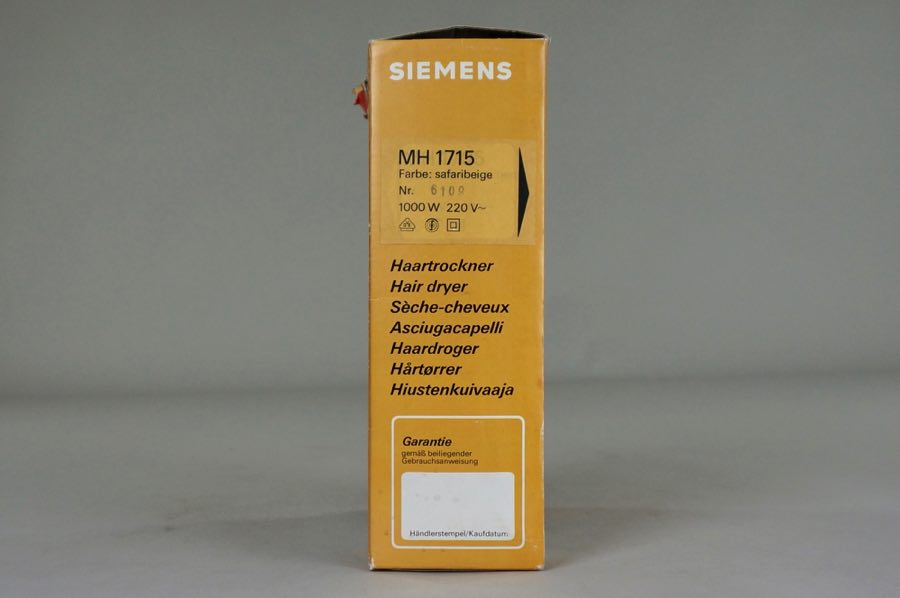 SIEMENS
MH 1715
Farbe: safaribeige
Nr. 6109
1000 W 220 V~
Haartrockner
Hair dryer
Sèche-cheveux
Asciugacapelli
Haardroger
Hårtørrer
Hiustenkuivaaja
Garantie
gemäß beiliegender
Gebrauchsanweisung
Händlerstempel/Kaufdatum